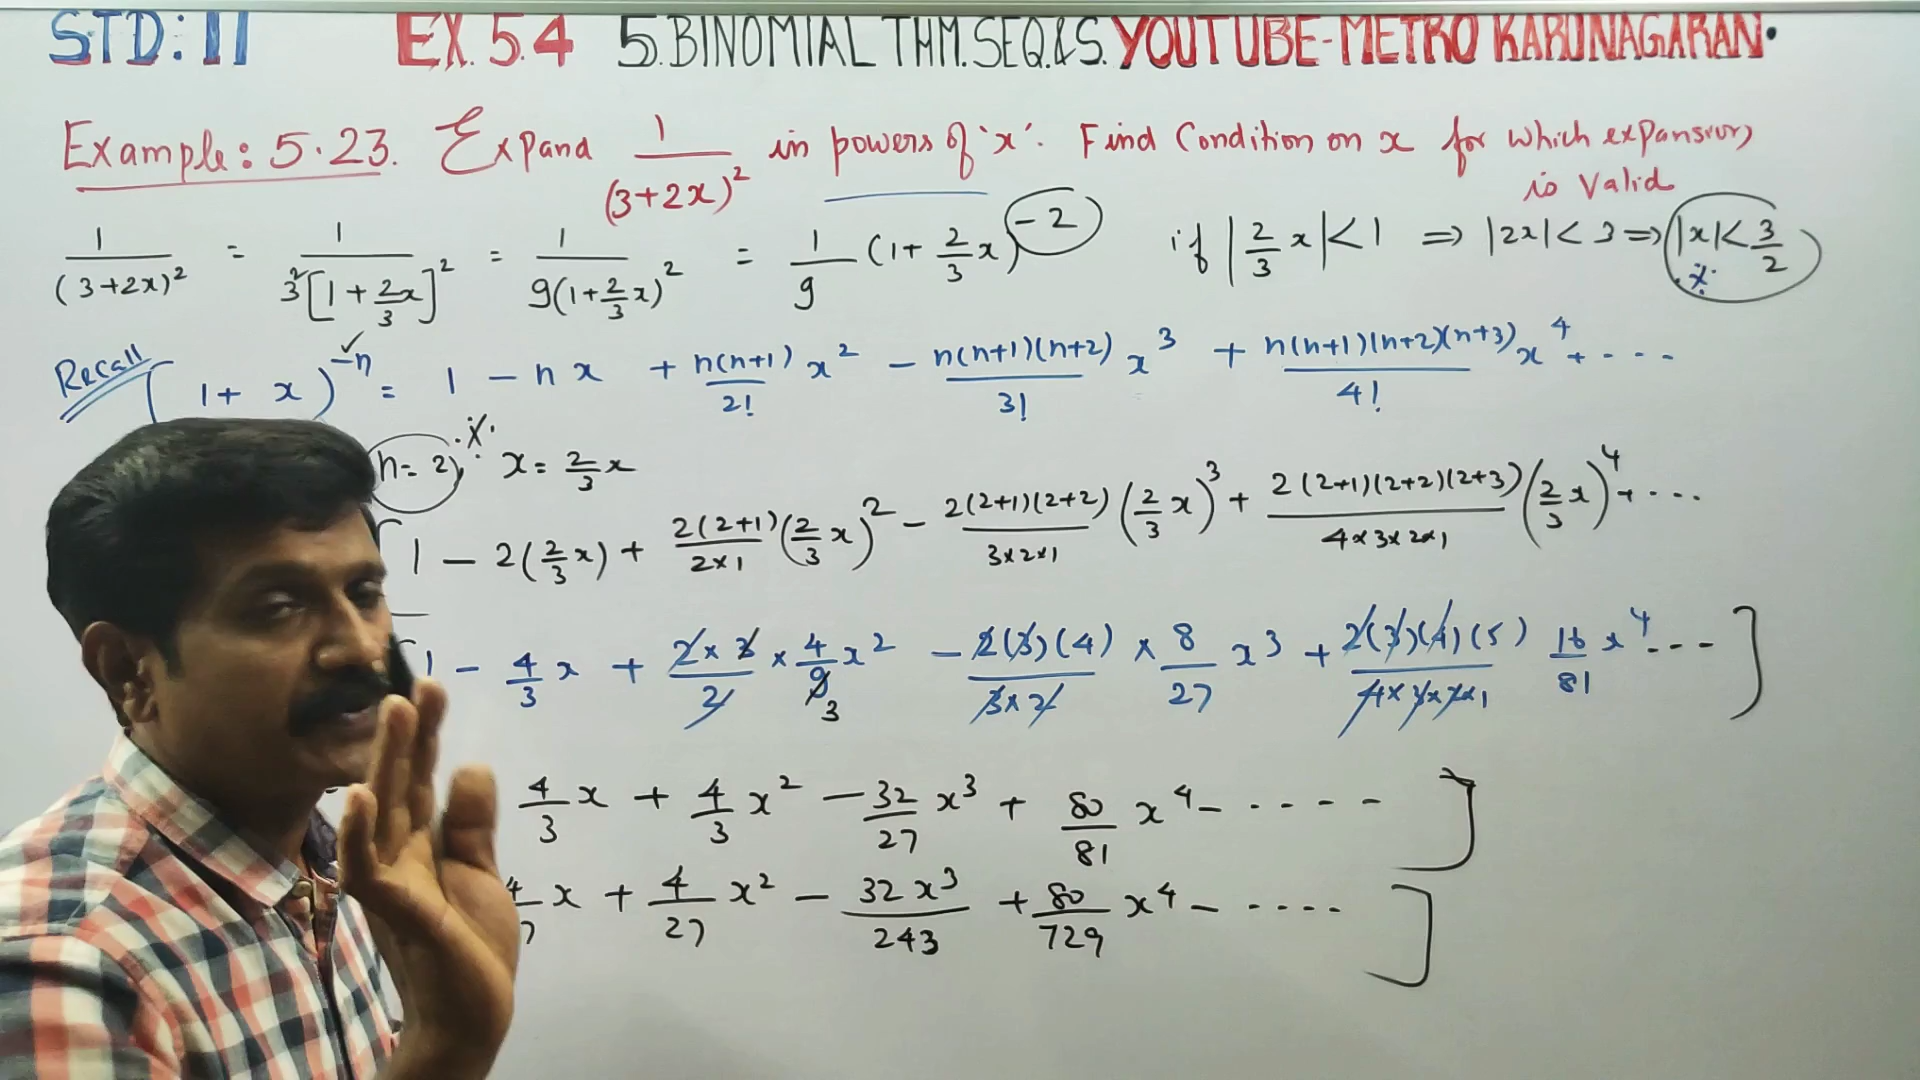 STD: 11 EX. 5.4 5. BINOMIAL THM. SEQ.&S. YOUTUBE-METRO KARUNAGARAN.
Example: 5.23. Expand 1/(3+2x)² in powers of 'x'. Find Condition on x for which expansion
is Valid
1/(3+2x)² = 1/3²[1+2x/3]² = 1/9(1+2/3 x)² = 1/9 (1+2/3 x)⁻² if |2/3 x|<1 ⇒ |2x|<3 ⇒ |x|<3/2
Recall (1+x)⁻ⁿ = 1 - nx + n(n+1)/2! x² - n(n+1)(n+2)/3! x³ + n(n+1)(n+2)(n+3)/4! x⁴ + ....
n=2, x=2/3 x
[1 - 2(2/3 x) + 2(2+1)/2×1 (2/3 x)² - 2(2+1)(2+2)/3×2×1 (2/3 x)³ + 2(2+1)(2+2)(2+3)/4×3×2×1 (2/3 x)⁴ + ...
[1 - 4/3 x + 2×3/2 × 4/9 x² - 2(3)(4)/3×2 × 8/27 x³ + 2(3)(4)(5)/4×3×2×1 16/81 x⁴ ... ]
3
4/3 x + 4/3 x² - 32/27 x³ + 80/81 x⁴ - .... ]
x + 4/27 x² - 32x³/243 + 80/729 x⁴ - .... ]